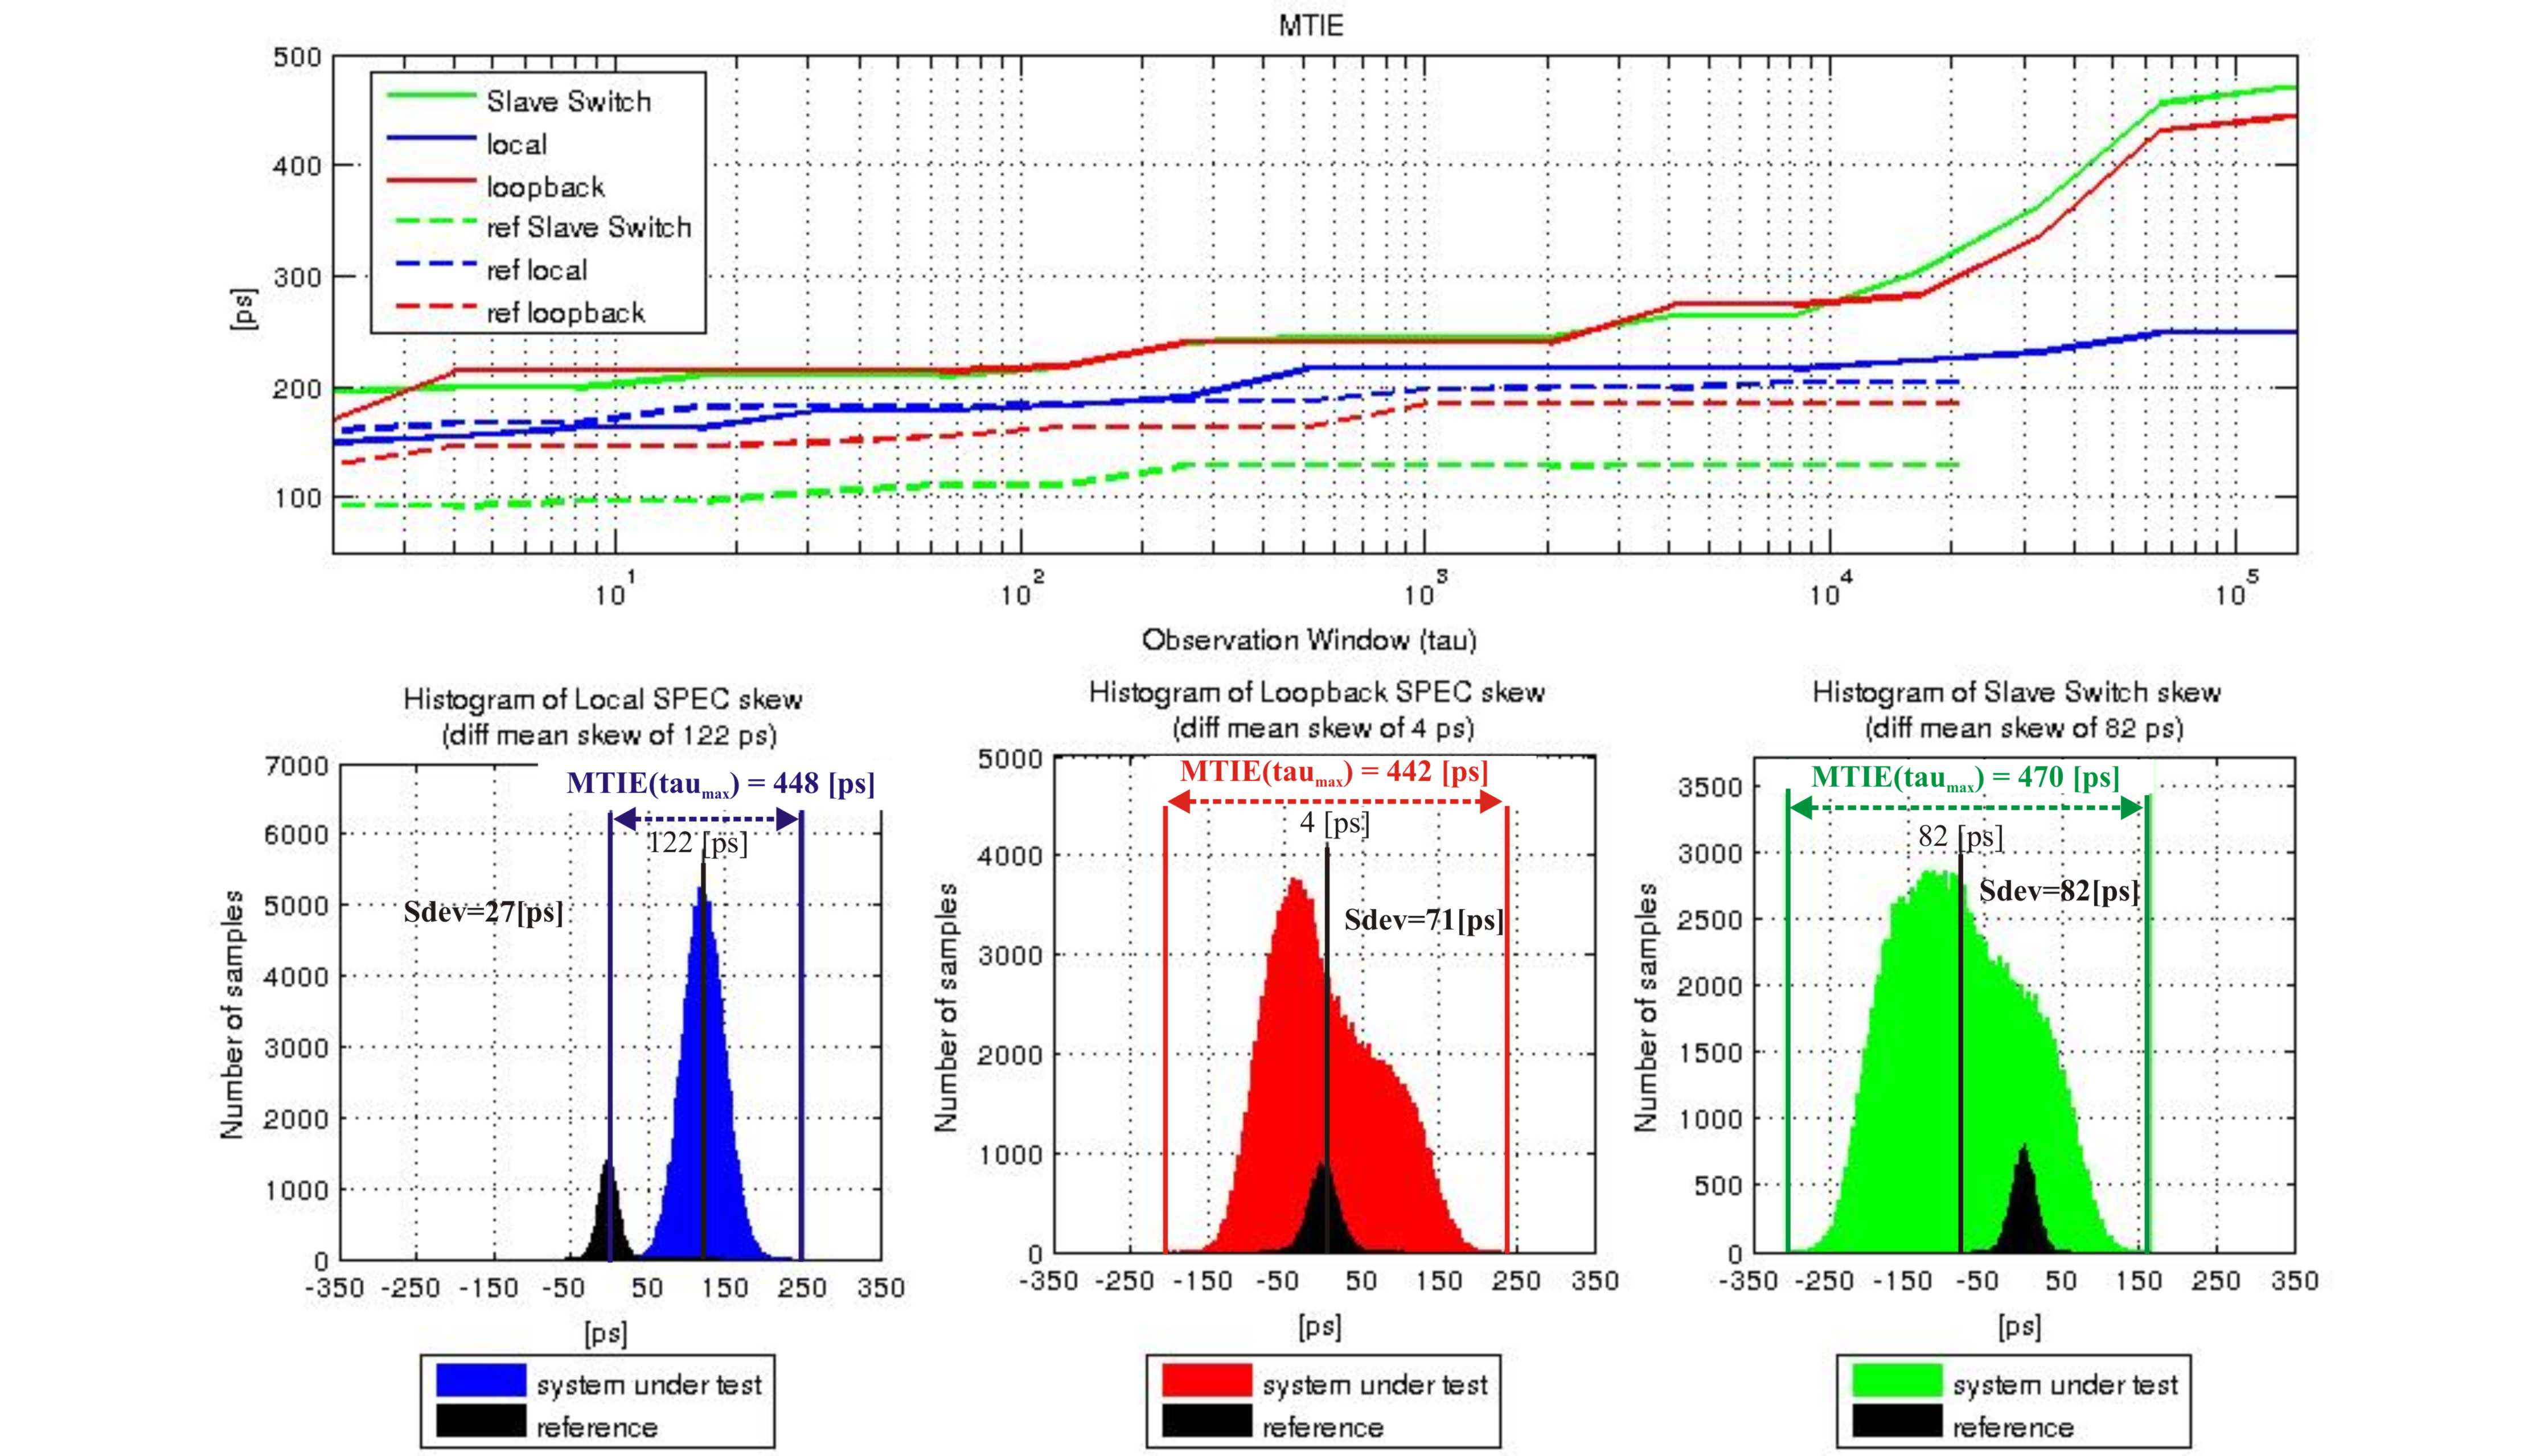 MTIE
500
400
300
200
100
[ps]
Slave Switch
local
loopback
ref Slave Switch
ref local
ref loopback
10^1 10^2 10^3 10^4 10^5
Observation Window (tau)
Histogram of Local SPEC skew
(diff mean skew of 122 ps)
7000
6000
5000
4000
3000
2000
1000
0
Number of samples
MTIE(tau_max) = 448 [ps]
122 [ps]
Sdev=27[ps]
-350 -250 -150 -50 50 150 250 350
[ps]
system under test
reference
Histogram of Loopback SPEC skew
(diff mean skew of 4 ps)
5000
4000
3000
2000
1000
0
Number of samples
MTIE(tau_max) = 442 [ps]
4 [ps]
Sdev=71[ps]
-350 -250 -150 -50 50 150 250 350
[ps]
system under test
reference
Histogram of Slave Switch skew
(diff mean skew of 82 ps)
3500
3000
2500
2000
1500
1000
500
0
Number of samples
MTIE(tau_max) = 470 [ps]
82 [ps]
Sdev=82[ps]
-350 -250 -150 -50 50 150 250 350
[ps]
system under test
reference